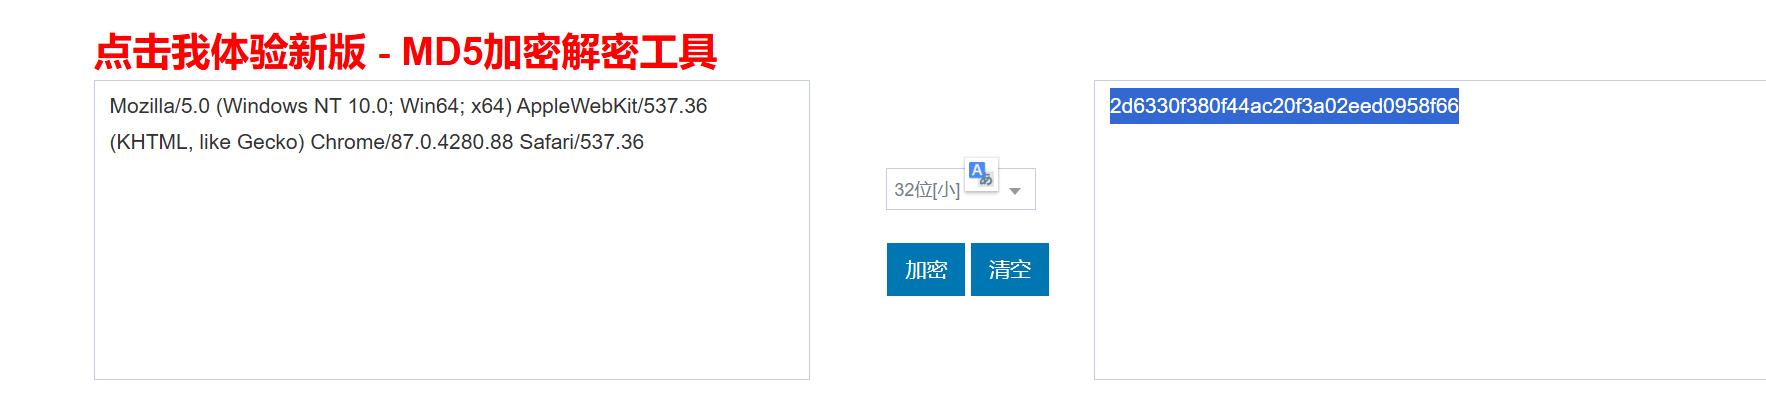 点击我体验新版 - MD5加密解密工具
Mozilla/5.0 (Windows NT 10.0; Win64; x64) AppleWebKit/537.36
(KHTML, like Gecko) Chrome/87.0.4280.88 Safari/537.36
32位[小]
A あ
加密 清空
2d6330f380f44ac20f3a02eed0958f66